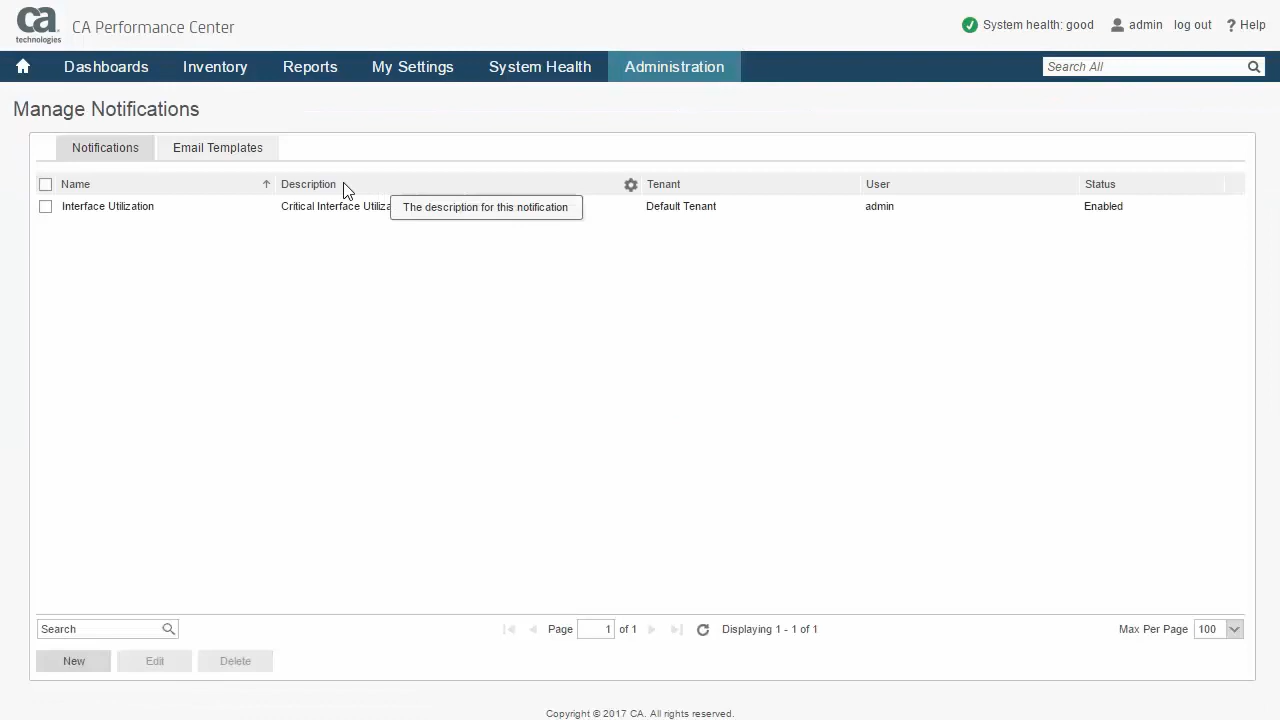 ca
technologies
CA Performance Center
System health: good
admin
log out
? Help
Dashboards
Inventory
Reports
My Settings
System Health
Administration
Search All
Manage Notifications
Notifications
Email Templates
Name
Description
Tenant
User
Status
Interface Utilization
Critical Interface Utiliza
The description for this notification
Default Tenant
admin
Enabled
Search
Page 1 of 1
Displaying 1 - 1 of 1
Max Per Page 100
New
Edit
Delete
Copyright © 2017 CA. All rights reserved.